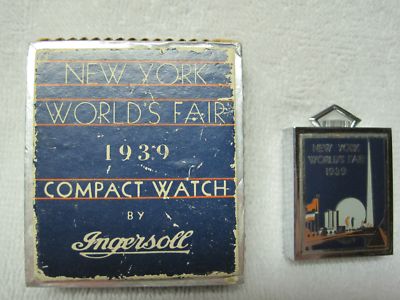 NEW YORK
WORLD'S FAIR
1939
COMPACT WATCH
BY
Ingersoll
NEW YORK
WORLD'S FAIR
1939